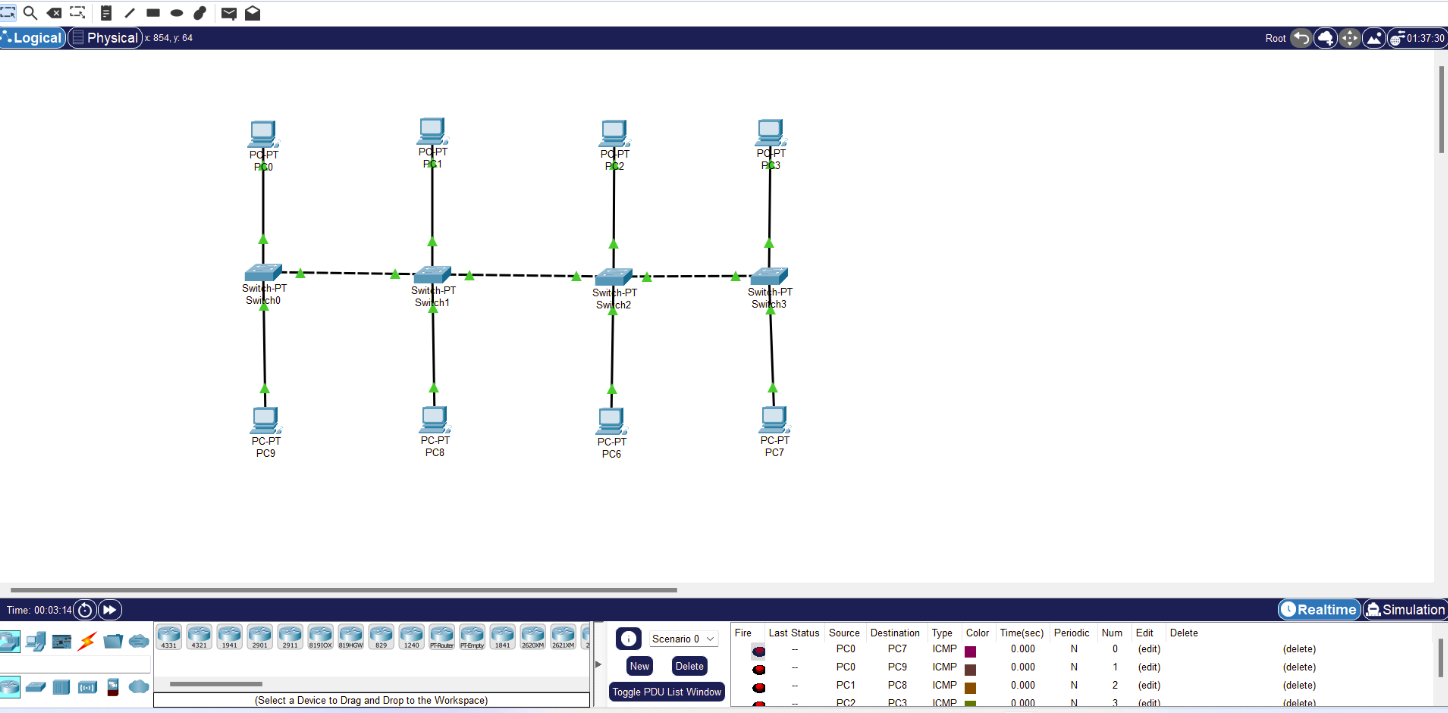 Logical Physical x: 854, y: 64 Root 01:37:30
PC-PT PC-PT PC-PT PC-PT
PC0 PC1 PC2 PC3
Switch-PT Switch-PT Switch-PT Switch-PT
Switch0 Switch1 Switch2 Switch3
PC-PT PC-PT PC-PT PC-PT
PC9 PC8 PC6 PC7
Time: 00:03:14 Realtime Simulation
4331 4321 1941 2901 2911 819IOX 819HGW 829 1240 PT-Router PT-Empty 1841 2620XM 2621XM 2
(Select a Device to Drag and Drop to the Workspace)
Scenario 0
New Delete
Toggle PDU List Window
Fire Last Status Source Destination Type Color Time(sec) Periodic Num Edit Delete
-- PC0 PC7 ICMP 0.000 N 0 (edit) (delete)
-- PC0 PC9 ICMP 0.000 N 1 (edit) (delete)
-- PC1 PC8 ICMP 0.000 N 2 (edit) (delete)
-- PC2 PC3 ICMP 0.000 N 3 (edit) (delete)